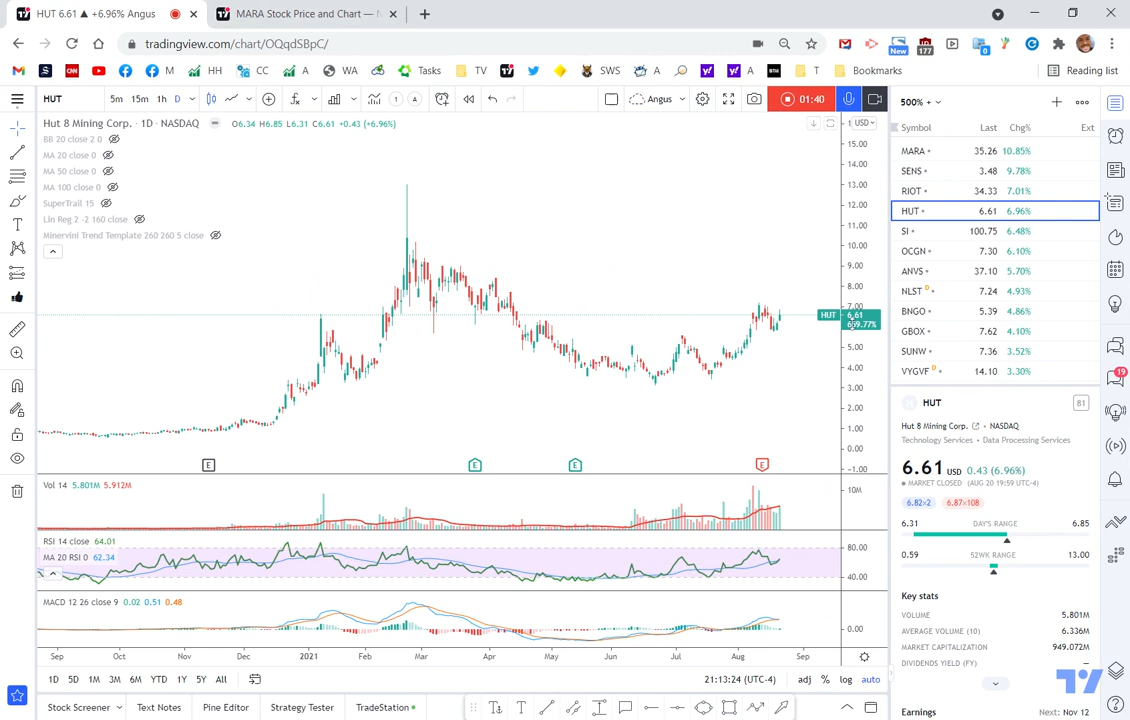 HUT 6.61 ▲ +6.96% Angus
MARA Stock Price and Chart — N
tradingview.com/chart/OQqdSBpC/
New
177
0
M
HH
CC
A
WA
Tasks
TV
SWS
A
A
T
Bookmarks
Reading list
HUT
5m 15m 1h D
1
A
Angus
01:40
500% +
Hut 8 Mining Corp. · 1D · NASDAQ
O6.34 H6.85 L6.31 C6.61 +0.43 (+6.96%)
USD
BB 20 close 2 0
MA 20 close 0
MA 50 close 0
MA 100 close 0
SuperTrail 15
Lin Reg 2 -2 160 close
Minervini Trend Template 260 260 5 close
15.00
14.00
13.00
12.00
11.00
10.00
9.00
8.00
7.00
HUT 6.61
5.00
4.00
3.00
2.00
1.00
0.00
−1.00
E
E
E
E
Vol 14 5.801M 5.912M
10M
RSI 14 close 64.01
MA 20 RSI 0 62.34
80.00
40.00
MACD 12 26 close 9 0.02 0.51 0.48
0.00
Sep Oct Nov Dec 2021 Feb Mar Apr May Jun Jul Aug Sep
1D 5D 1M 3M 6M YTD 1Y 5Y All
21:13:24 (UTC-4)
adj % log auto
Stock Screener
Text Notes
Pine Editor
Strategy Tester
TradeStation
Symbol Last Chg% Ext
MARA 35.26 10.85%
SENS 3.48 9.78%
RIOT 34.33 7.01%
HUT 6.61 6.96%
SI 100.75 6.48%
OCGN 7.30 6.10%
ANVS 37.10 5.70%
NLST D 7.24 4.93%
BNGO 5.39 4.86%
GBOX 7.62 4.10%
SUNW 7.36 3.52%
VYGVF D 14.10 3.30%
19
H HUT
81
Hut 8 Mining Corp. • NASDAQ
Technology Services • Data Processing Services
6.61 USD 0.43 (6.96%)
MARKET CLOSED (AUG 20 19:59 UTC-4)
6.82×2 6.87×108
6.31 DAY'S RANGE 6.85
0.59 52WK RANGE 13.00
Key stats
VOLUME 5.801M
AVERAGE VOLUME (10) 6.336M
MARKET CAPITALIZATION 949.072M
DIVIDENDS YIELD (FY) —
Earnings
Next: Nov 12